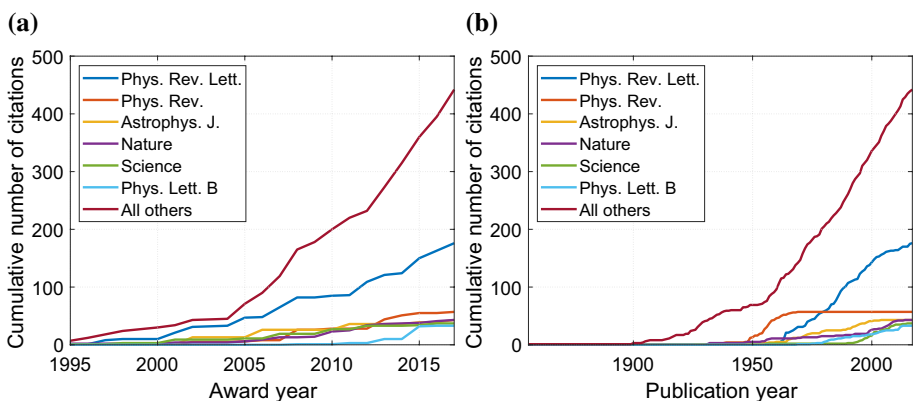 (a)
500
400
300
200
100
0
Cumulative number of citations
Phys. Rev. Lett.
Phys. Rev.
Astrophys. J.
Nature
Science
Phys. Lett. B
All others
1995 2000 2005 2010 2015
Award year
(b)
500
400
300
200
100
0
Cumulative number of citations
Phys. Rev. Lett.
Phys. Rev.
Astrophys. J.
Nature
Science
Phys. Lett. B
All others
1900 1950 2000
Publication year